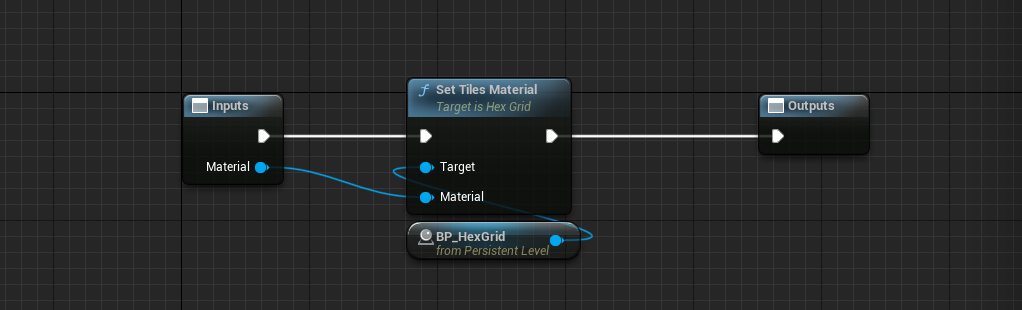 Inputs
Material
Set Tiles Material
Target is Hex Grid
Target
Material
BP_HexGrid
from Persistent Level
Outputs